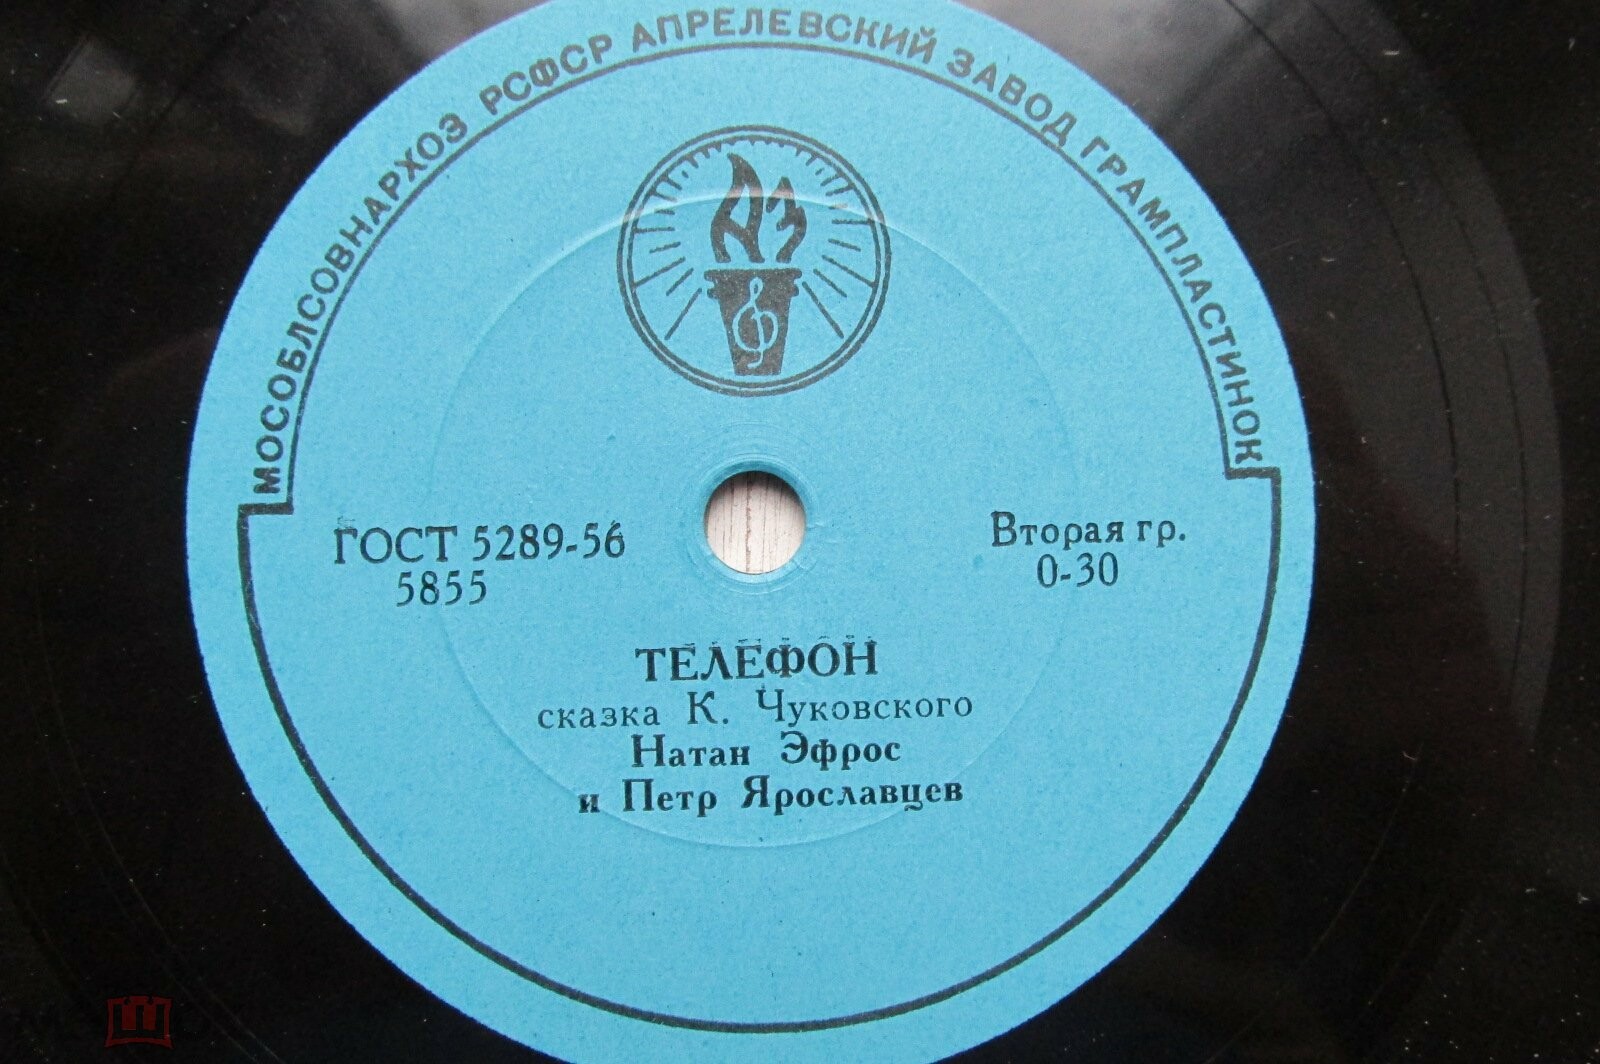 МОСОБЛСОВНАРХОЗ РСФСР АПРЕЛЕВСКИЙ ЗАВОД ГРАМПЛАСТИНОК
АЗ
ГОСТ 5289-56
5855
Вторая гр.
0-30
ТЕЛЕФОН
сказка К. Чуковского
Натан Эфрос
и Петр Ярославцев